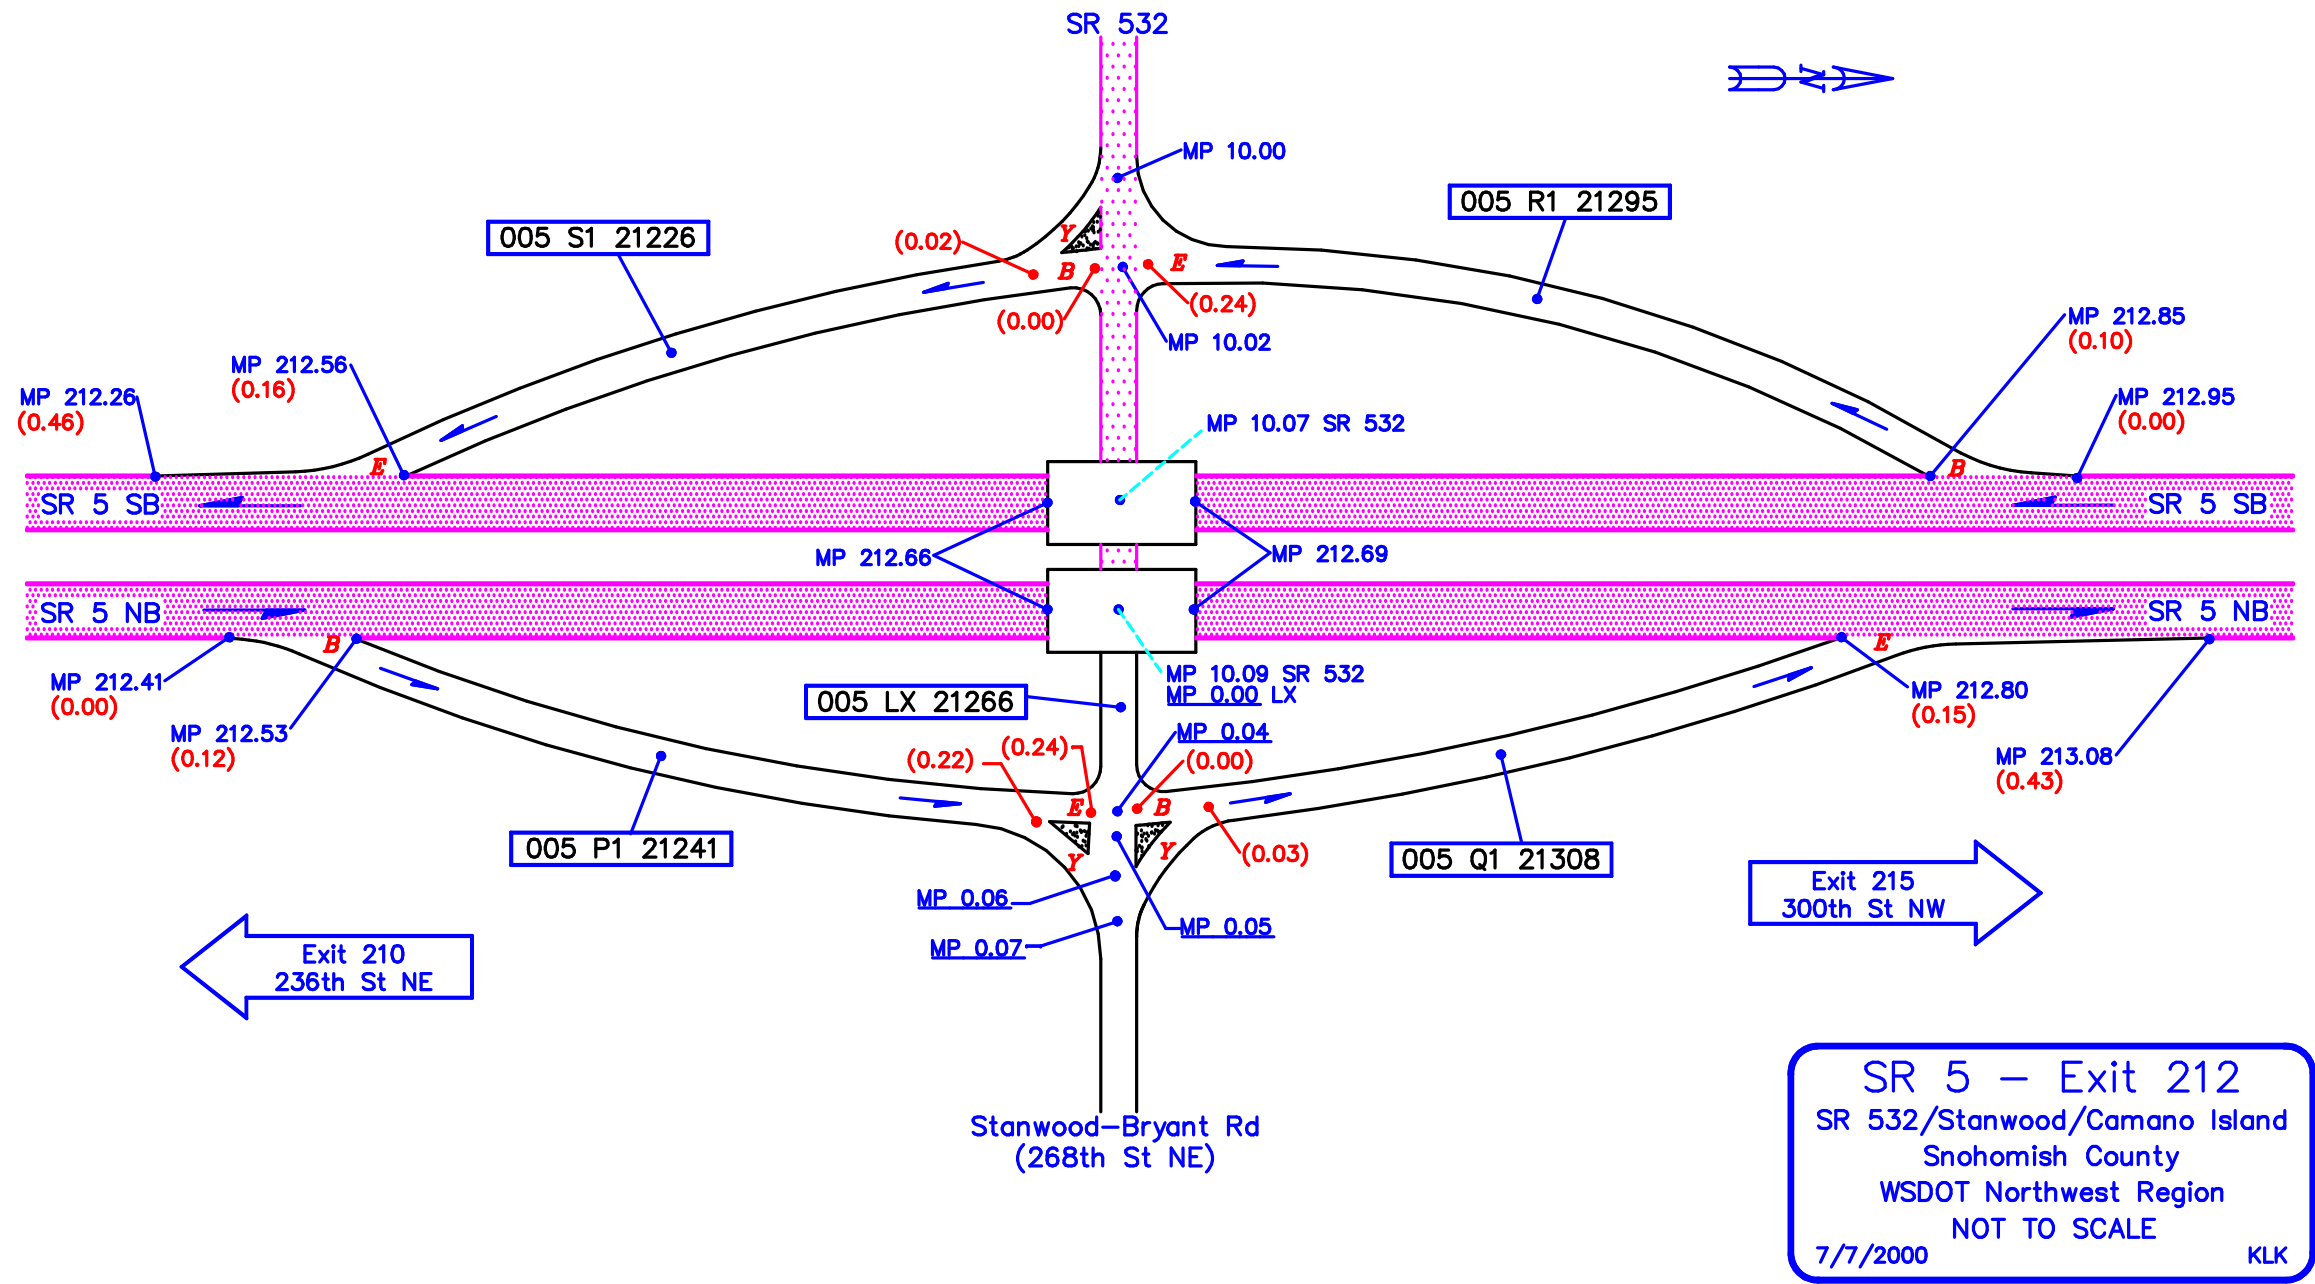 SR 532
N
MP 10.00
005 R1 21295
005 S1 21226
(0.02)
Y
B
E
(0.24)
(0.00)
MP 10.02
MP 212.85
(0.10)
MP 212.56
(0.16)
MP 212.26
(0.46)
MP 212.95
(0.00)
MP 10.07 SR 532
E
B
SR 5 SB
SR 5 SB
MP 212.66
MP 212.69
SR 5 NB
SR 5 NB
B
E
MP 212.41
(0.00)
MP 10.09 SR 532
MP 0.00 LX
005 LX 21266
MP 212.80
(0.15)
MP 212.53
(0.12)
MP 0.04
(0.24)
(0.22)
(0.00)
MP 213.08
(0.43)
E
B
005 P1 21241
Y
Y
(0.03)
005 Q1 21308
MP 0.06
MP 0.05
MP 0.07
Exit 215
300th St NW
Exit 210
236th St NE
Stanwood-Bryant Rd
(268th St NE)
SR 5 - Exit 212
SR 532/Stanwood/Camano Island
Snohomish County
WSDOT Northwest Region
NOT TO SCALE
7/7/2000 KLK